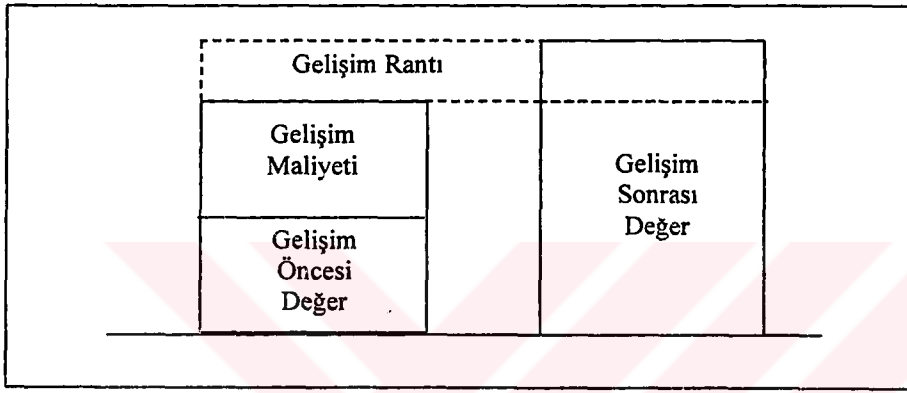 Gelişim Rantı
Gelişim
Maliyeti
Gelişim
Öncesi
Değer
Gelişim
Sonrası
Değer